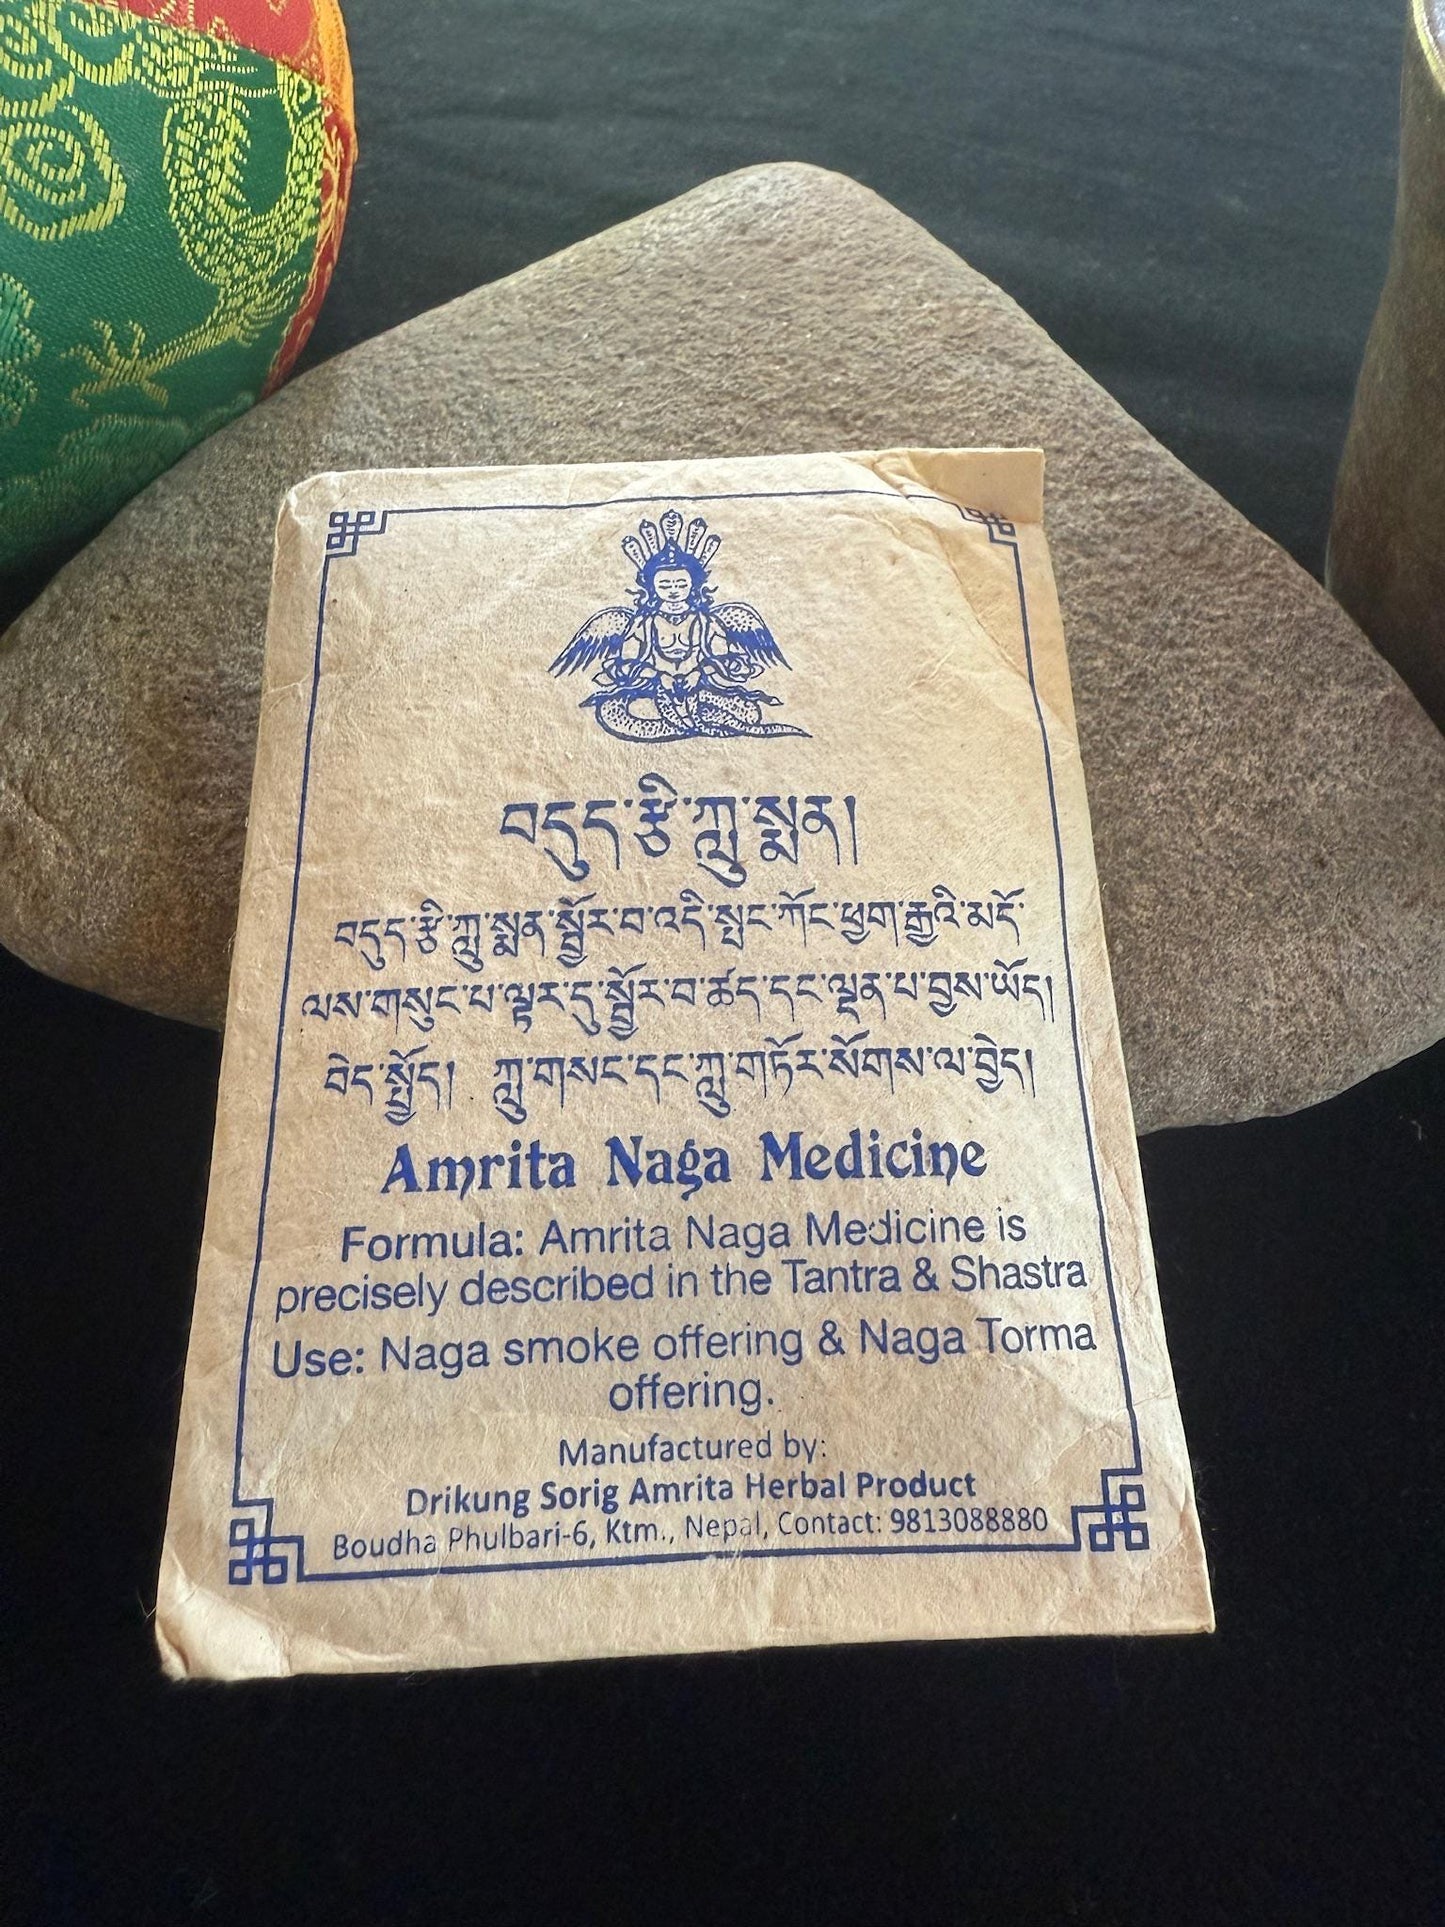 བདུད་རྩི་ཀླུ་སྨན།
བདུད་རྩི་ཀླུ་སྨན་སྦྱོར་བ་འདི་སྤང་ཀོང་ཕྱག་རྒྱའི་མདོ་
ལས་གསུང་པ་ལྟར་དུ་སྦྱོར་བ་ཚད་དང་ལྡན་པ་བྱས་ཡོད།
བེད་སྤྱོད། ཀླུ་གསང་དང་ཀླུ་གཏོར་སོགས་ལ་བྱེད།
Amrita Naga Medicine
Formula: Amrita Naga Medicine is
precisely described in the Tantra & Shastra
Use: Naga smoke offering & Naga Torma
offering.
Manufactured by:
Drikung Sorig Amrita Herbal Product
Boudha Phulbari-6, Ktm., Nepal, Contact: 9813088880